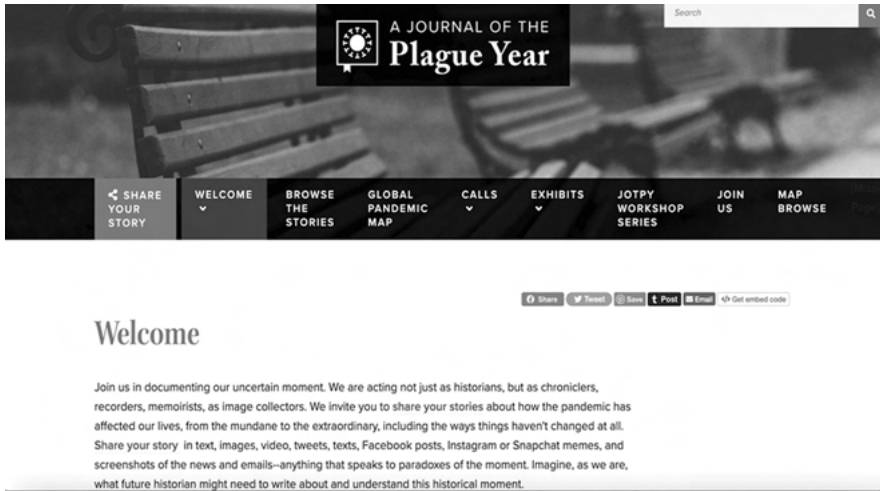 Search
A JOURNAL OF THE
Plague Year
SHARE
YOUR
STORY
WELCOME
BROWSE
THE
STORIES
GLOBAL
PANDEMIC
MAP
CALLS
EXHIBITS
JOTPY
WORKSHOP
SERIES
JOIN
US
MAP
BROWSE
Share
Tweet
Save
Post
Email
</> Get embed code
Welcome
Join us in documenting our uncertain moment. We are acting not just as historians, but as chroniclers,
recorders, memoirists, as image collectors. We invite you to share your stories about how the pandemic has
affected our lives, from the mundane to the extraordinary, including the ways things haven't changed at all.
Share your story in text, images, video, tweets, texts, Facebook posts, Instagram or Snapchat memes, and
screenshots of the news and emails--anything that speaks to paradoxes of the moment. Imagine, as we are,
what future historian might need to write about and understand this historical moment.